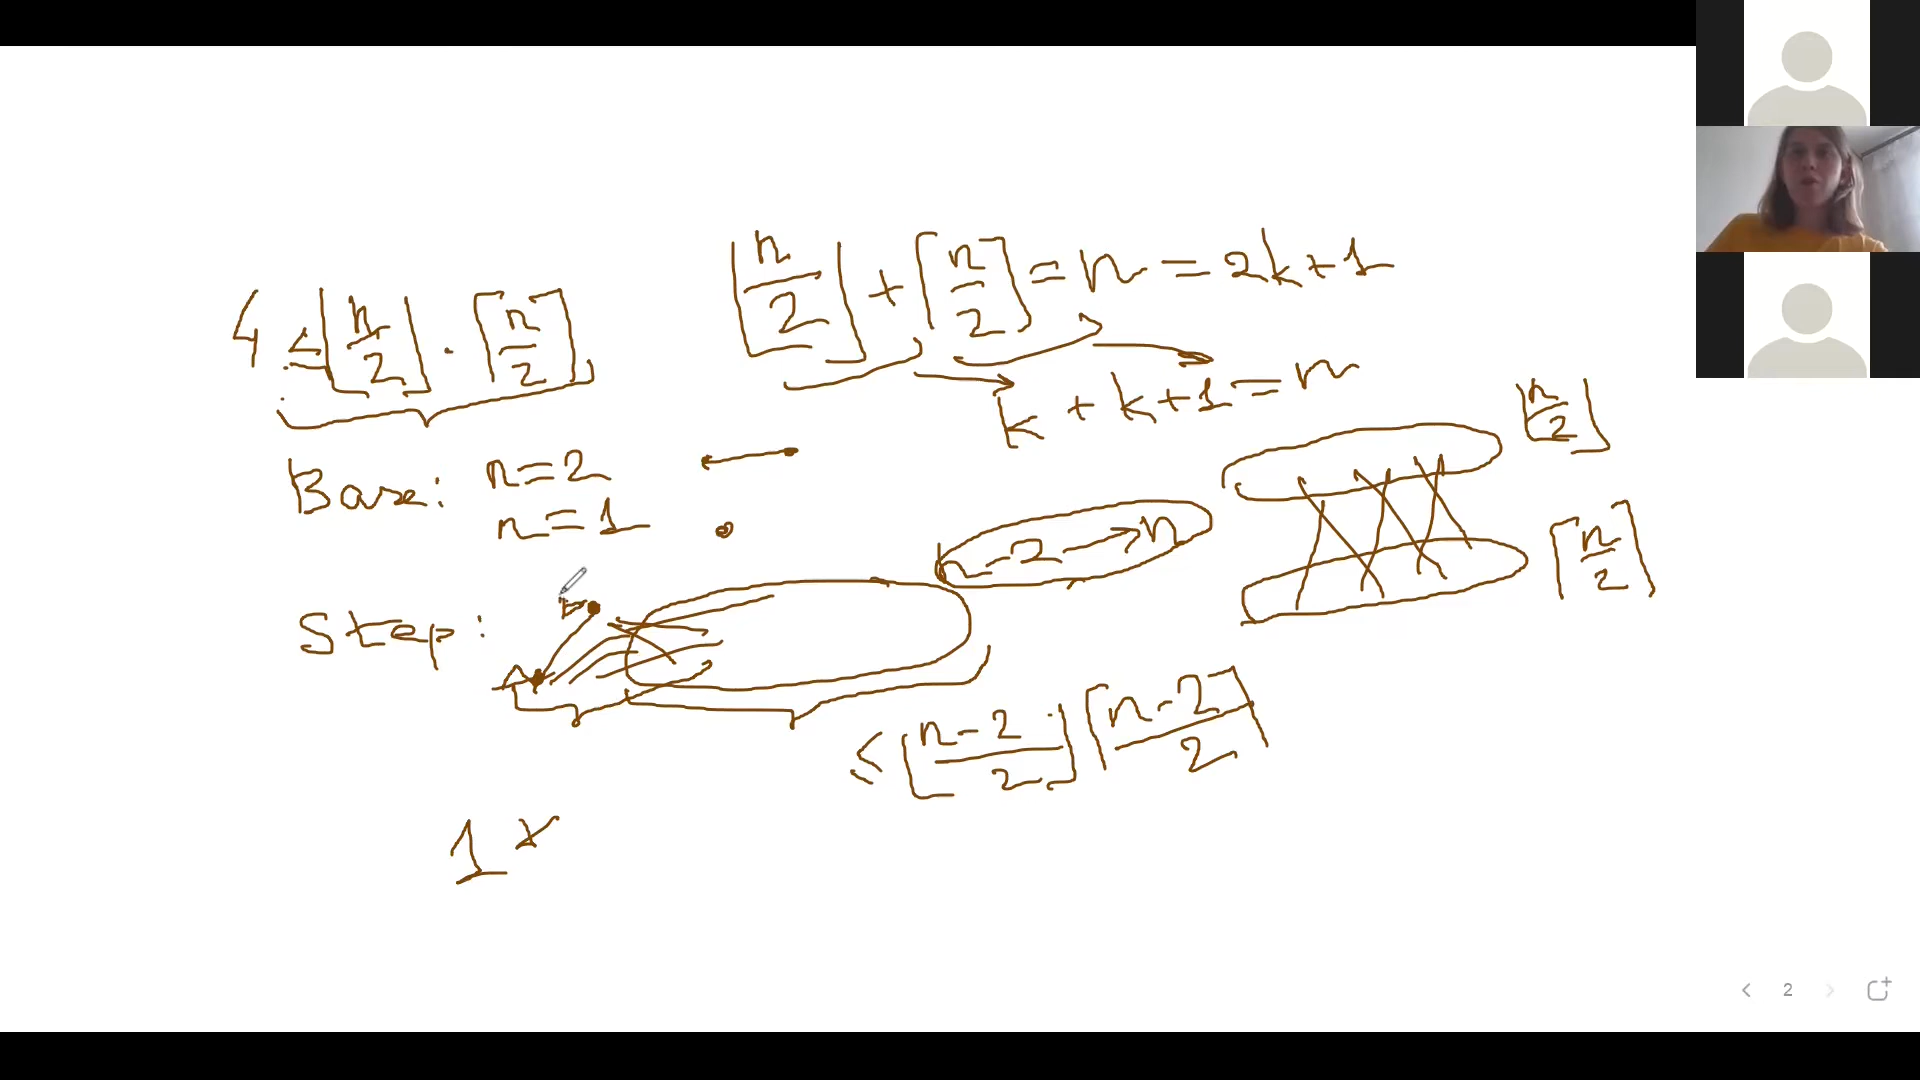 ⌊n/2⌋ + ⌈n/2⌉ = n = 2k+1
4 ≤ ⌊n/2⌋ · ⌈n/2⌉
k + k+1 = n
⌊n/2⌋
Base: n=2
n=1
n-2 → n
⌈n/2⌉
Step:
≤ ⌊n-2/2⌋ ⌈n-2/2⌉
1
2